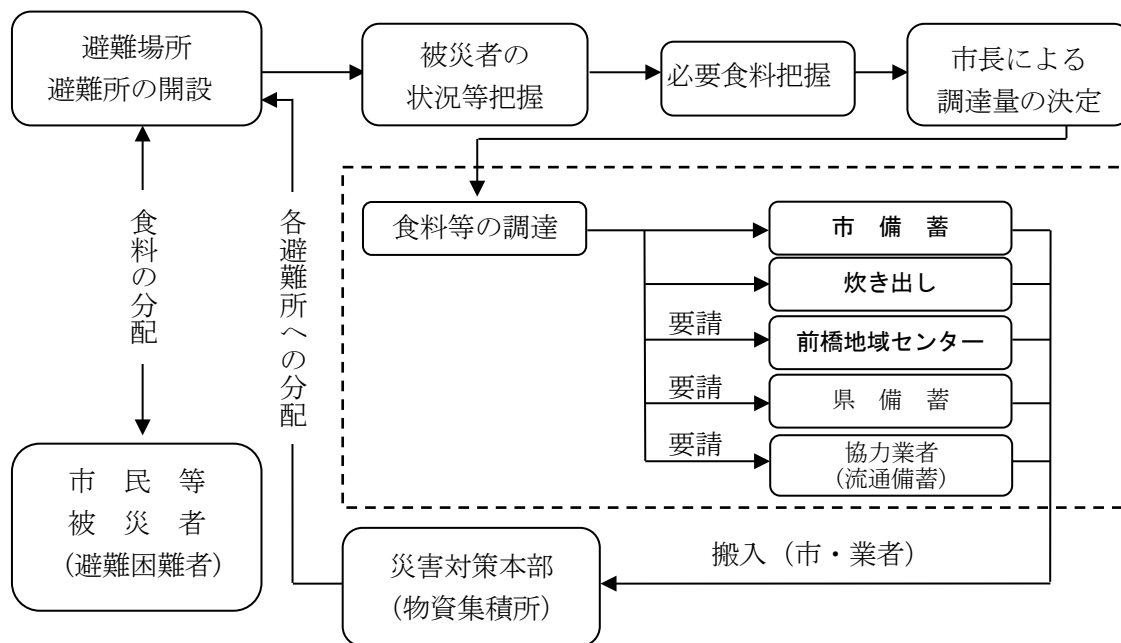 避難場所
避難所の開設
被災者の
状況等把握
必要食料把握
市長による
調達量の決定
食料の分配
各避難所への分配
食料等の調達
市　備　蓄
炊き出し
要請
前橋地域センター
要請
県　備　蓄
要請
協力業者
(流通備蓄)
市　民　等
被　災　者
(避難困難者)
災害対策本部
(物資集積所)
搬入（市・業者）